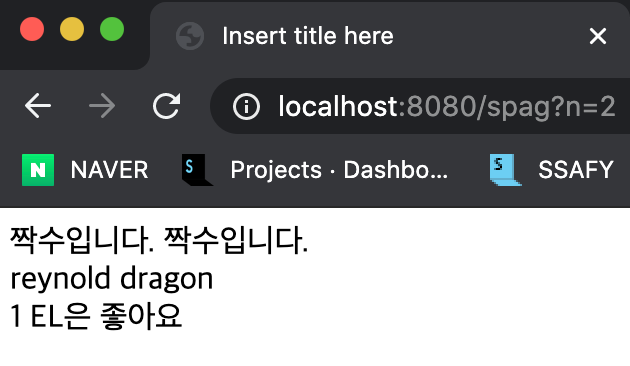 Insert title here
localhost:8080/spag?n=2
NAVER Projects · Dashbo... SSAFY
짝수입니다. 짝수입니다.
reynold dragon
1 EL은 좋아요